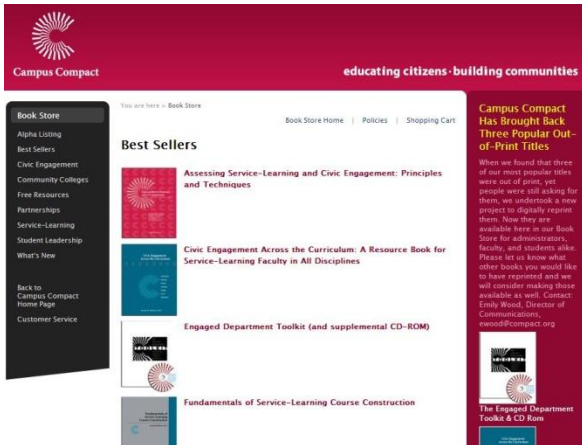 Campus Compact
educating citizens·building communities
Book Store
Alpha Listing
Best Sellers
Civic Engagement
Community Colleges
Free Resources
Partnerships
Service-Learning
Student Leadership
What's New
Back to
Campus Compact
Home Page
Customer Service
You are here > Book Store
Book Store Home | Policies | Shopping Cart
Best Sellers
Assessing Service-Learning and Civic Engagement: Principles
and Techniques
Civic Engagement Across the Curriculum: A Resource Book for
Service-Learning Faculty in All Disciplines
Engaged Department Toolkit (and supplemental CD-ROM)
TOOLKIT
Fundamentals of Service-Learning Course Construction
Campus Compact
Has Brought Back
Three Popular Out-
of-Print Titles
When we found that three
of our most popular titles
were out of print, yet
people were still asking for
them, we undertook a new
project to digitally reprint
them. Now they are
available here in our Book
Store for administrators,
faculty, and students alike.
Please let us know what
other books you would like
to have reprinted and we
will consider making those
available as well. Contact:
Emily Wood, Director of
Communications,
ewood@compact.org
TOOLKIT
The Engaged Department
Toolkit & CD Rom